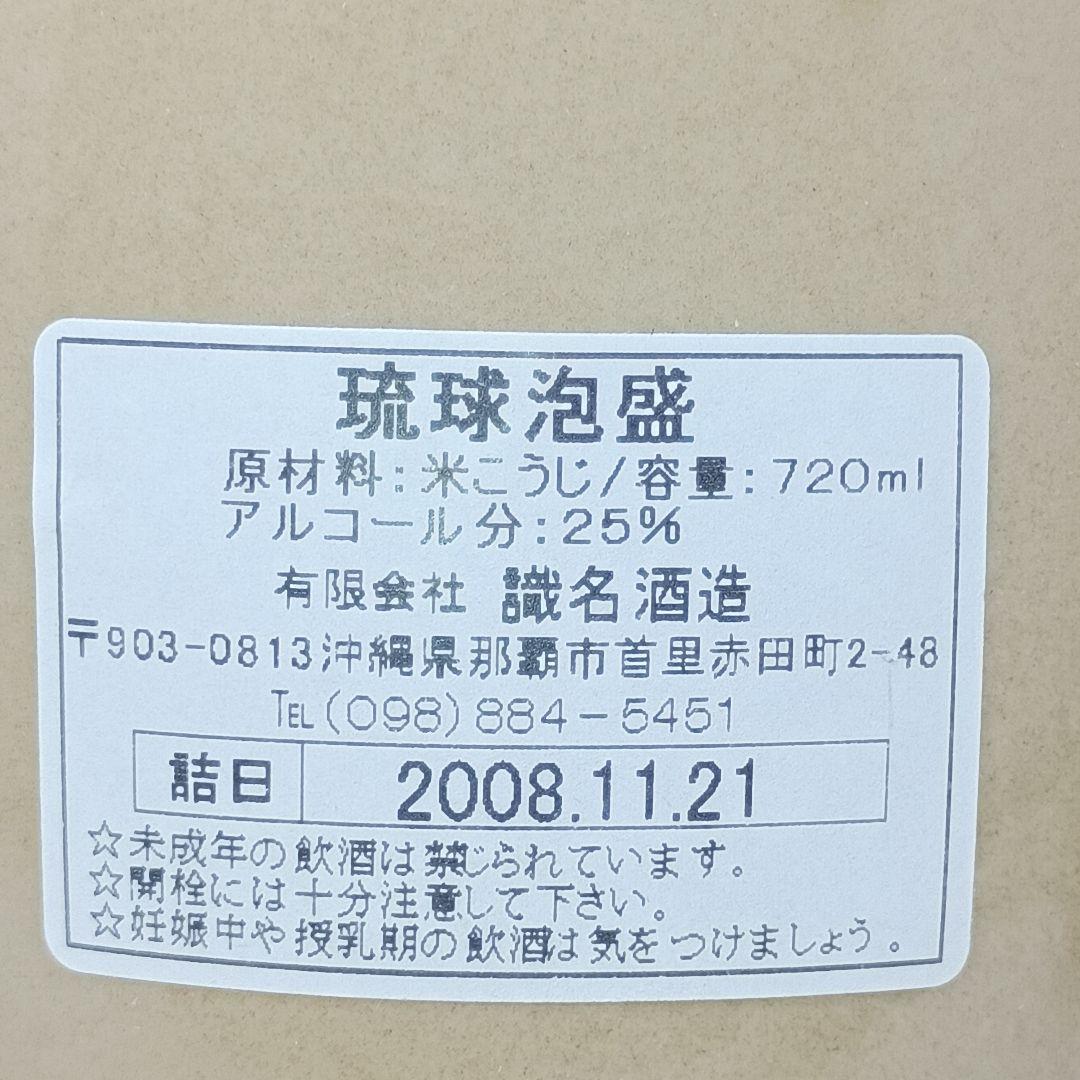 琉球泡盛
原材料:米こうじ/容量:720ml
アルコール分:25%
有限会社 識名酒造
〒903-0813沖縄県那覇市首里赤田町2-48
TEL(098)884-5451
詰日 2008.11.21
☆未成年の飲酒は禁じられています。
☆開栓には十分注意して下さい。
☆妊娠中や授乳期の飲酒は気をつけましょう。